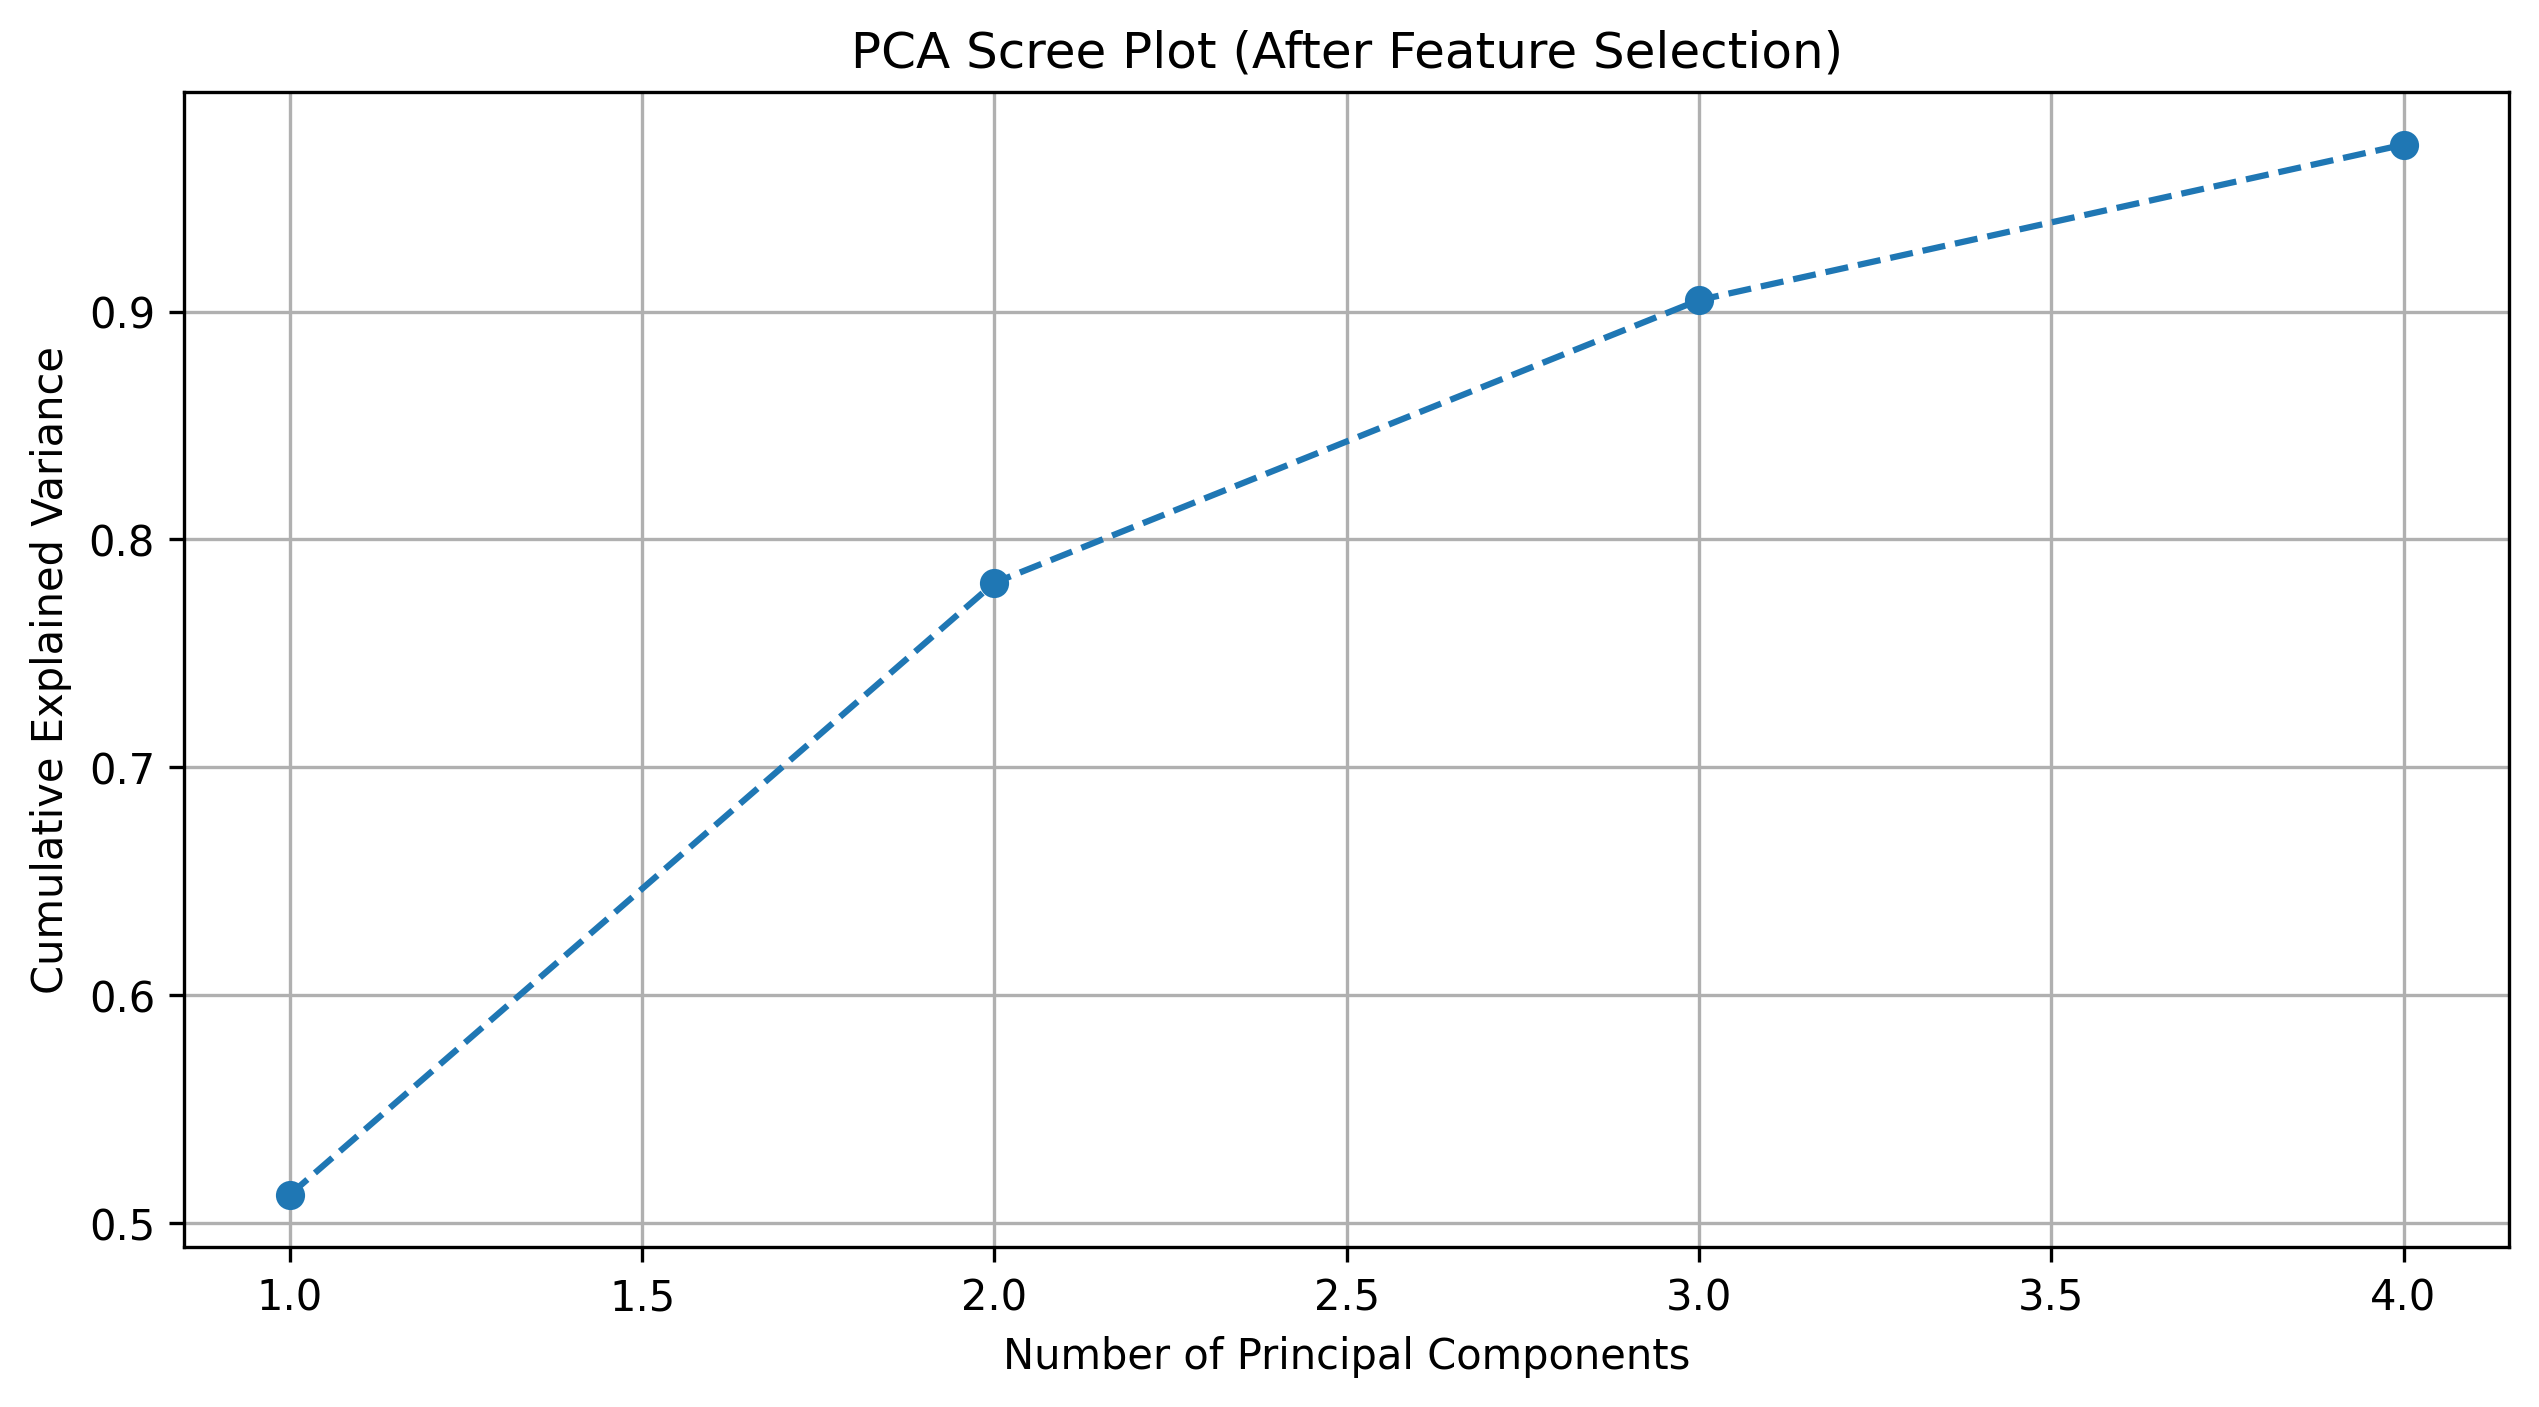 PCA Scree Plot (After Feature Selection)
Cumulative Explained Variance
0.9
0.8
0.7
0.6
0.5
1.0 1.5 2.0 2.5 3.0 3.5 4.0
Number of Principal Components